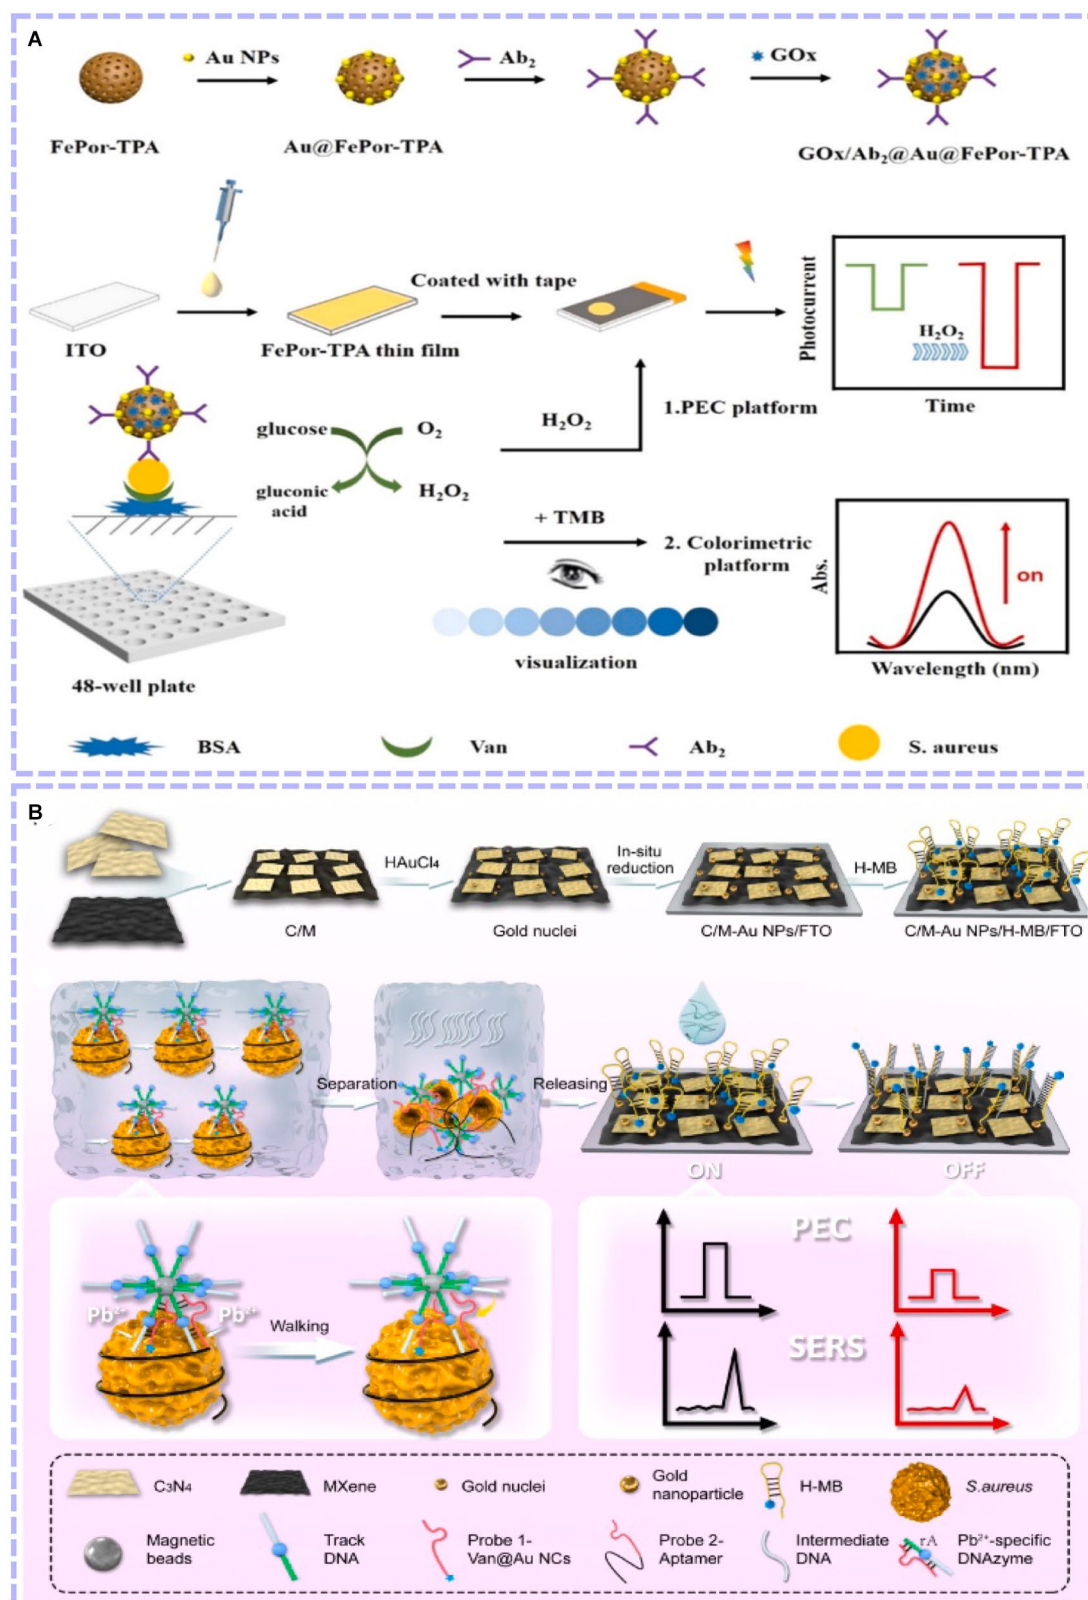 A
Au NPs
Ab₂
GOx
FePor-TPA
Au@FePor-TPA
GOx/Ab₂@Au@FePor-TPA
Coated with tape
ITO
FePor-TPA thin film
Photocurrent
H₂O₂
Time
glucose
O₂
H₂O₂
1.PEC platform
gluconic
acid
H₂O₂
+ TMB
2. Colorimetric
platform
Abs.
on
visualization
Wavelength (nm)
48-well plate
BSA
Van
Ab₂
S. aureus
B
HAuCl₄
In-situ
reduction
H-MB
C/M
Gold nuclei
C/M-Au NPs/FTO
C/M-Au NPs/H-MB/FTO
Separation
Releasing
ON
OFF
PEC
Pb²⁺
Pb²⁺
Walking
SERS
C₃N₄
MXene
Gold nuclei
Gold
nanoparticle
H-MB
S.aureus
Magnetic
beads
Track
DNA
Probe 1-
Van@Au NCs
Probe 2-
Aptamer
Intermediate
DNA
rA
Pb²⁺-specific
DNAzyme